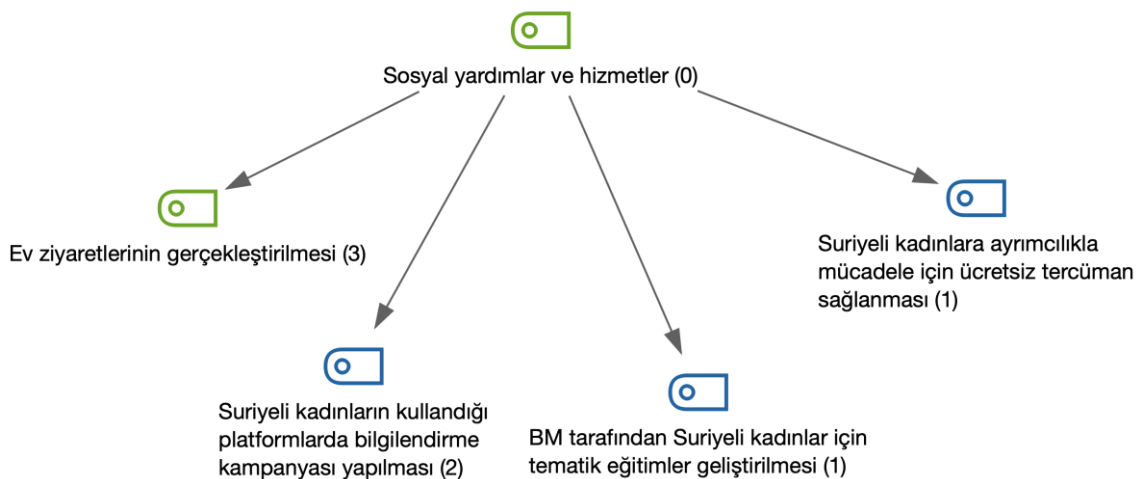 Sosyal yardımlar ve hizmetler (0)
Ev ziyaretlerinin gerçekleştirilmesi (3)
Suriyeli kadınlara ayrımcılıkla
mücadele için ücretsiz tercüman
sağlanması (1)
Suriyeli kadınların kullandığı
platformlarda bilgilendirme
kampanyası yapılması (2)
BM tarafından Suriyeli kadınlar için
tematik eğitimler geliştirilmesi (1)